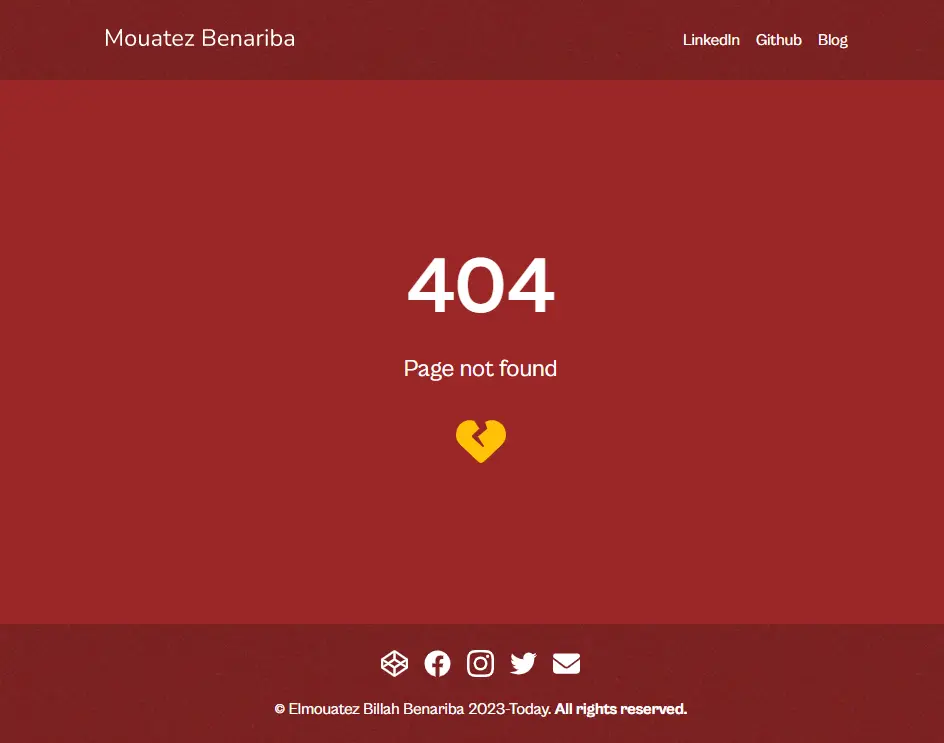 Mouatez Benariba
LinkedIn Github Blog
404
Page not found
© Elmouatez Billah Benariba 2023-Today. All rights reserved.